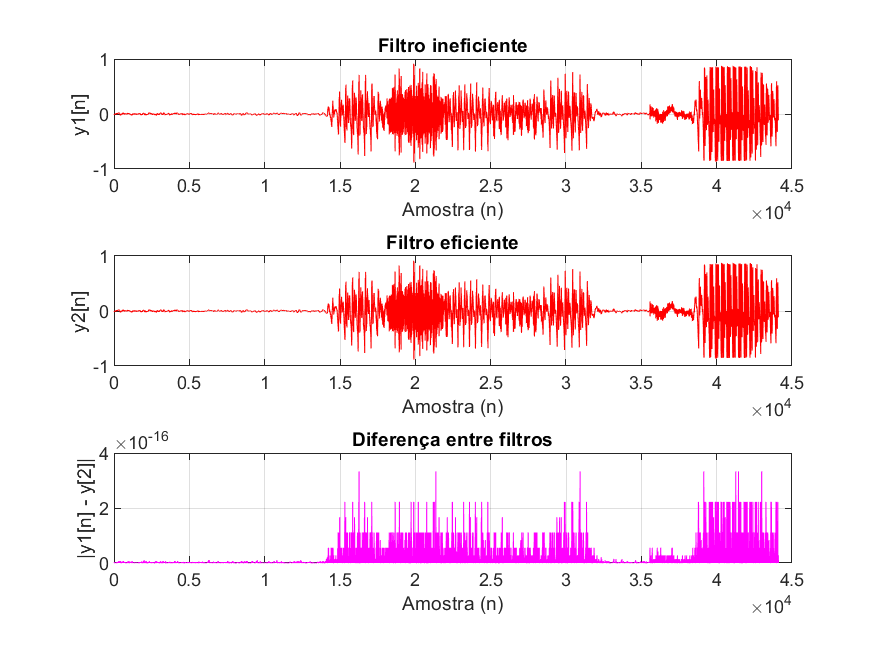 Filtro ineficiente
y1[n]
1
0
-1
0 0.5 1 1.5 2 2.5 3 3.5 4 4.5
Amostra (n)
×10^4
Filtro eficiente
y2[n]
1
0
-1
0 0.5 1 1.5 2 2.5 3 3.5 4 4.5
Amostra (n)
×10^4
Diferença entre filtros
×10^-16
|y1[n] - y[2]|
4
2
0
0 0.5 1 1.5 2 2.5 3 3.5 4 4.5
Amostra (n)
×10^4